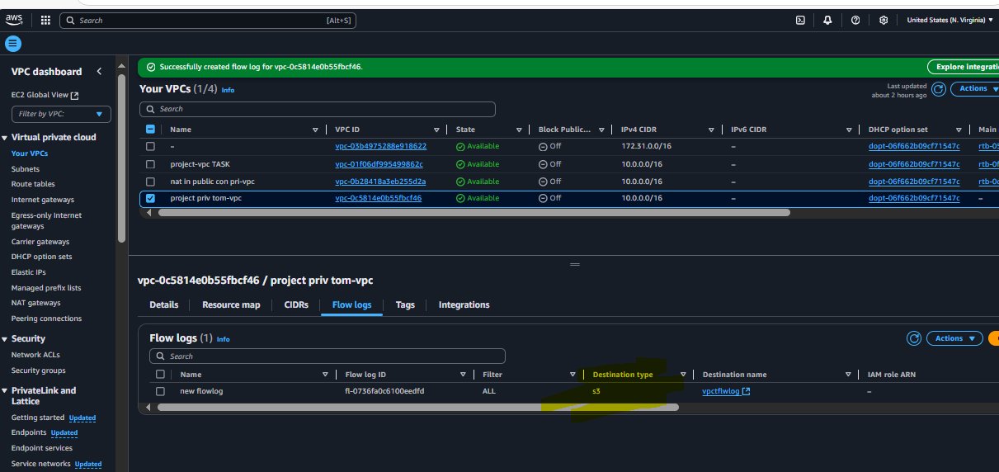 aws Search [Alt+S] United States (N. Virginia)
VPC dashboard
EC2 Global View
Filter by VPC:
Virtual private cloud
Your VPCs
Subnets
Route tables
Internet gateways
Egress-only Internet
gateways
Carrier gateways
DHCP option sets
Elastic IPs
Managed prefix lists
NAT gateways
Peering connections
Security
Network ACLs
Security groups
PrivateLink and
Lattice
Getting started Updated
Endpoints Updated
Endpoint services
Service networks Updated
Successfully created flow log for vpc-0c5814e0b55fbcf46. Explore integrati
Your VPCs (1/4) Info
Last updated
about 2 hours ago
Actions
Search
Name VPC ID State Block Public... IPv4 CIDR IPv6 CIDR DHCP option set Main
– vpc-03b4975288e918622 Available Off 172.31.0.0/16 – dopt-06f662b09cf71547c rtb-05
project-vpc TASK vpc-01f06df995499862c Available Off 10.0.0.0/16 – dopt-06f662b09cf71547c rtb-0f
nat in public con pri-vpc vpc-0b28418a3eb255d2a Available Off 10.0.0.0/16 – dopt-06f662b09cf71547c rtb-0c
project priv tom-vpc vpc-0c5814e0b55fbcf46 Available Off 10.0.0.0/16 – dopt-06f662b09cf71547c –
vpc-0c5814e0b55fbcf46 / project priv tom-vpc
Details Resource map CIDRs Flow logs Tags Integrations
Flow logs (1) Info
Actions
Search
Name Flow log ID Filter Destination type Destination name IAM role ARN
new flowlog fl-0736fa0c6100eedfd ALL s3 vpctflwlog –